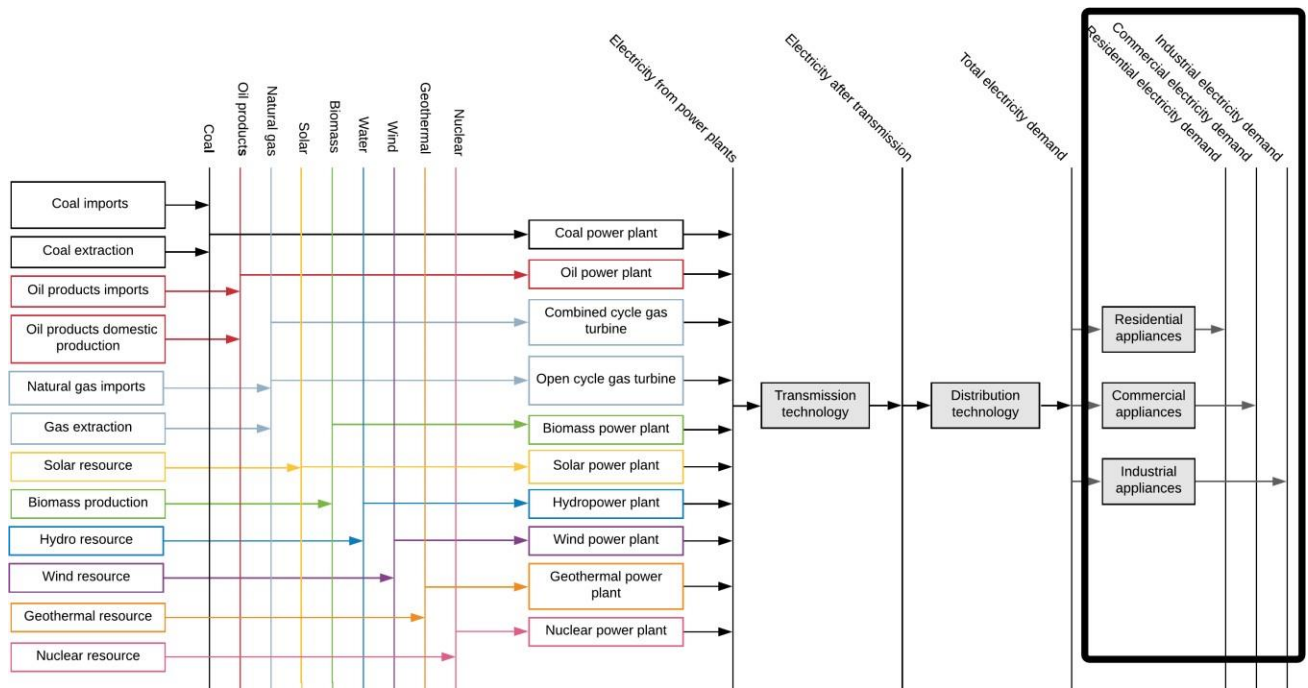 Coal
Oil products
Natural gas
Solar
Biomass
Water
Wind
Geothermal
Nuclear
Electricity from power plants
Electricity after transmission
Total electricity demand
Residential electricity demand
Commercial electricity demand
Industrial electricity demand
Coal imports
Coal extraction
Oil products imports
Oil products domestic
production
Natural gas imports
Gas extraction
Solar resource
Biomass production
Hydro resource
Wind resource
Geothermal resource
Nuclear resource
Coal power plant
Oil power plant
Combined cycle gas
turbine
Open cycle gas turbine
Biomass power plant
Solar power plant
Hydropower plant
Wind power plant
Geothermal power
plant
Nuclear power plant
Transmission
technology
Distribution
technology
Residential
appliances
Commercial
appliances
Industrial
appliances